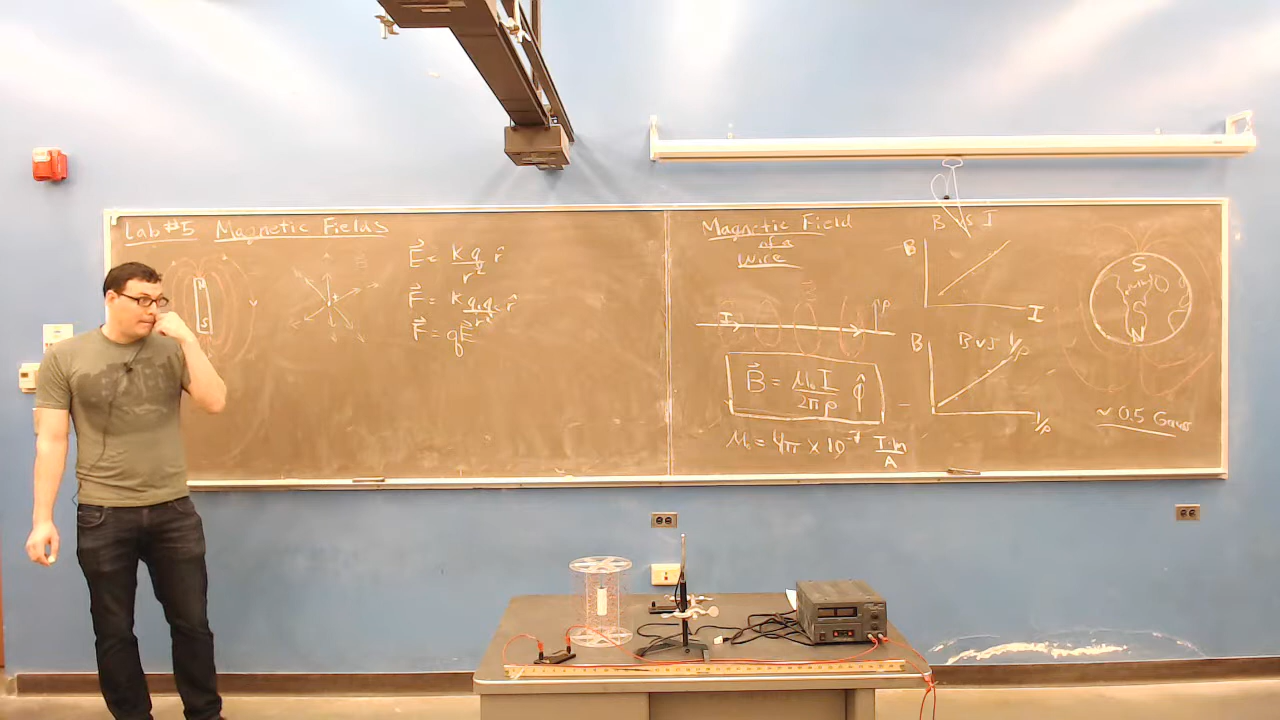 Lab #5 Magnetic Fields
N
S
E⃗ = kq/r² r̂
F⃗ = kq₁q₂/r² r̂
F⃗ = qE⃗
Magnetic Field
of a
Wire
I
ρ
B⃗ = μ₀I/2πρ φ̂
μ₀ = 4π × 10⁻⁷ T·m/A
B vs I
B
I
B vs 1/ρ
B
1/ρ
S
N
~ 0.5 Gauss